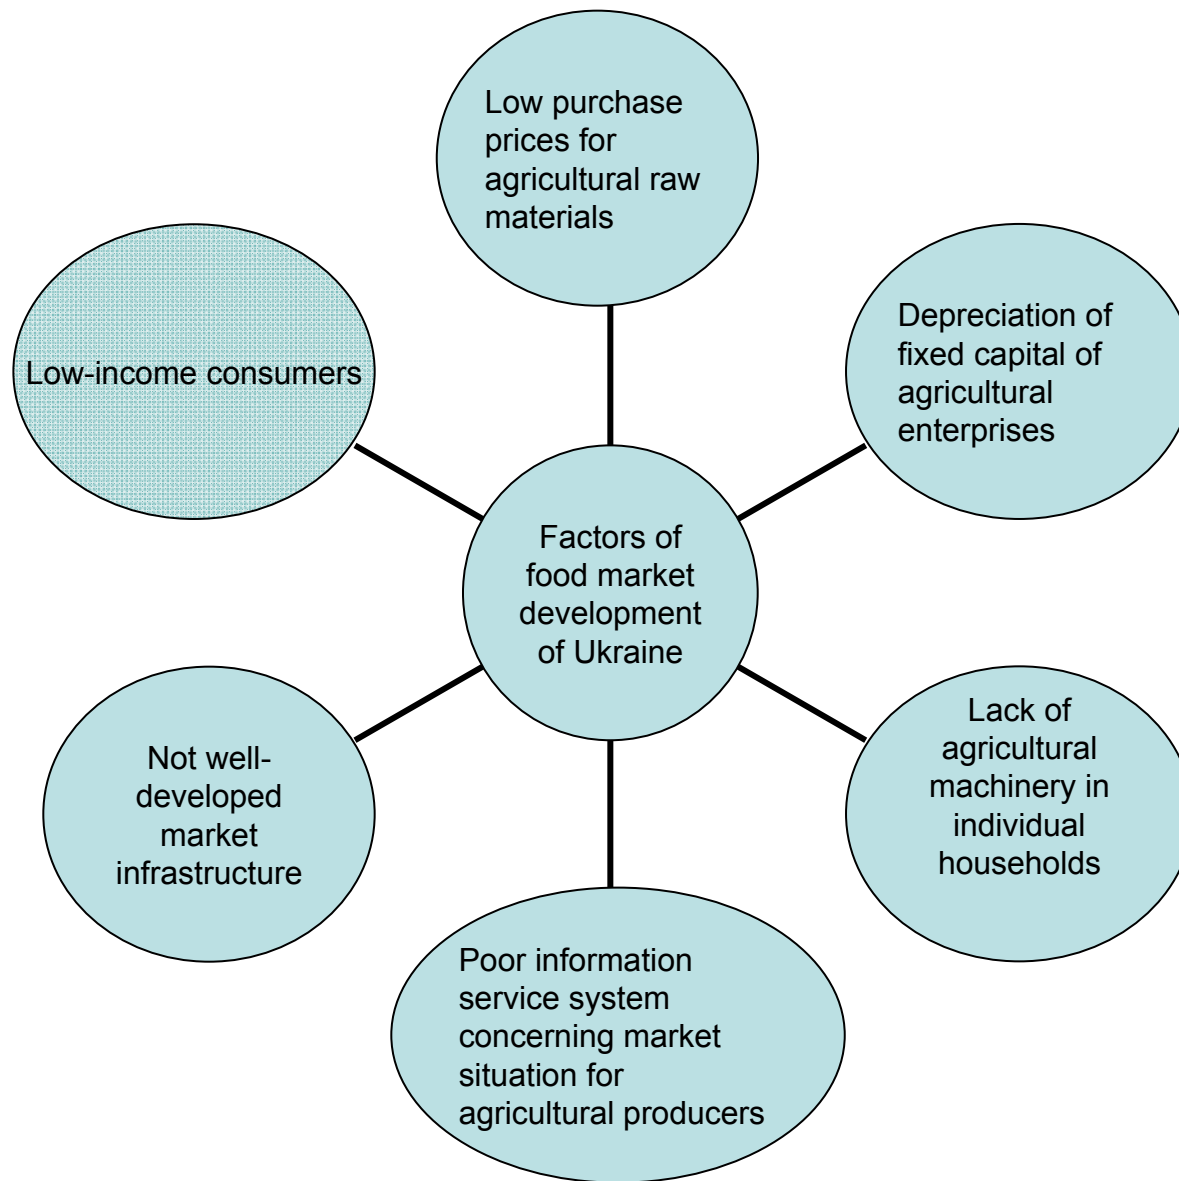 Low purchase
prices for
agricultural raw
materials
Low-income consumers
Depreciation of
fixed capital of
agricultural
enterprises
Factors of
food market
development
of Ukraine
Not well-
developed
market
infrastructure
Lack of
agricultural
machinery in
individual
households
Poor information
service system
concerning market
situation for
agricultural producers